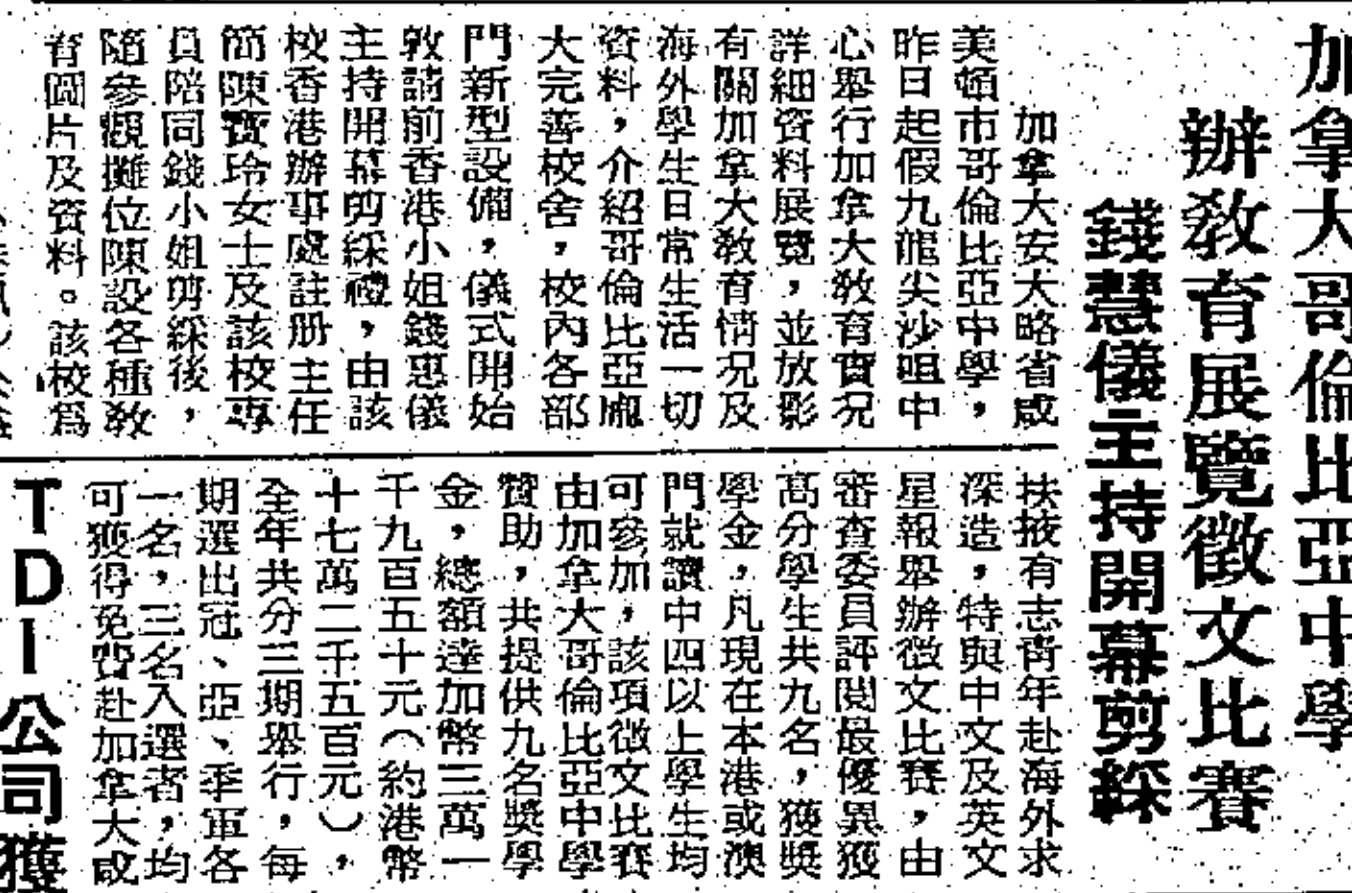 加拿大哥倫比亞中學
辦教育展覽徵文比賽
錢慧儀主持開幕剪綵
加拿大安大略省咸
美頓市哥倫比亞中學，
昨日起假九龍尖沙咀中
心舉行加拿大教育實況
詳細資料展覽，並放影
有關加拿大教育情况及
海外學生日常生活一切
資料，介紹哥倫比亞龐
大完善校舍，校內各部
門新型設備，儀式開始
敦請前香港小姐錢惠儀
主持開幕剪綵禮，由該
校香港辦事處註册主任
簡陳寶玲女士及該校專
員陪同錢小姐剪綵後，
隨參觀攤位陳設各種教
育圖片及資料。該校爲
扶掖有志靑年赴海外求
深造，特與中文及英文
星報舉辦徵文比賽，由
審查委員評閱最優異獲
高分學生共九名，獲獎
學金，凡現在本港或澳
門就讀中四以上學生均
可參加，該項徵文比賽
由加拿大哥倫比亞中學
贊助，共提供九名獎學
金，總額達加幣三萬一
千九百五十元（約港幣
十七萬二千五百元），
全年共分三期舉行，每
期選出冠、亞、季軍各
一名，三名入選者，均
可獲得免費赴加拿大咸
TDI公司獲